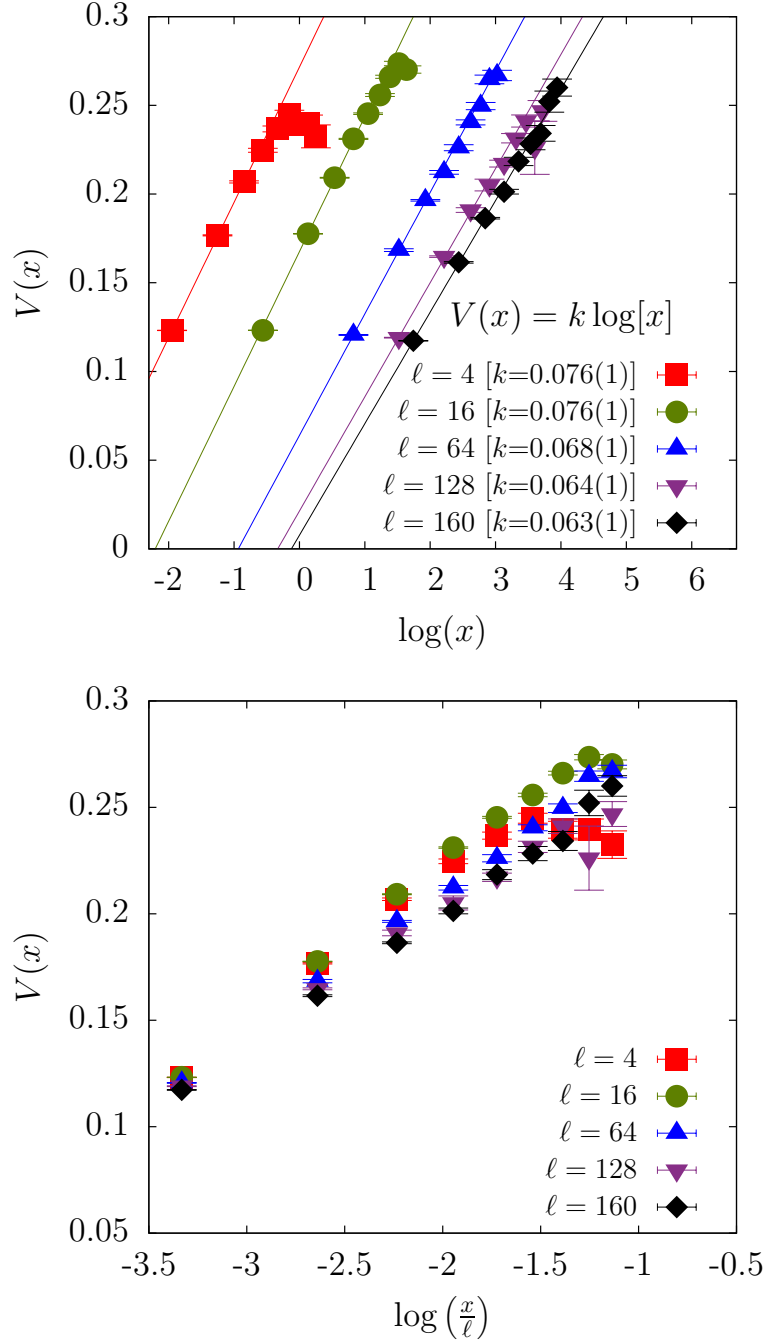 0.3
0.25
0.2
0.15
0.1
0.05
0
V(x)
V(x) = k log[x]
ℓ = 4 [k=0.076(1)]
ℓ = 16 [k=0.076(1)]
ℓ = 64 [k=0.068(1)]
ℓ = 128 [k=0.064(1)]
ℓ = 160 [k=0.063(1)]
-2 -1 0 1 2 3 4 5 6
log(x)
0.3
0.25
0.2
0.15
0.1
0.05
V(x)
ℓ = 4
ℓ = 16
ℓ = 64
ℓ = 128
ℓ = 160
-3.5 -3 -2.5 -2 -1.5 -1 -0.5
log (x/ℓ)